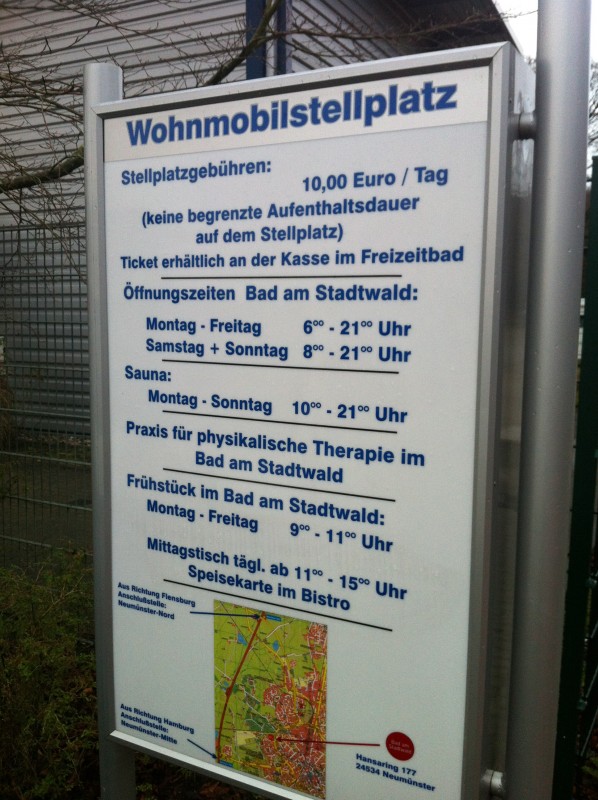 Wohnmobilstellplatz
Stellplatzgebühren:
10,00 Euro / Tag
(keine begrenzte Aufenthaltsdauer
auf dem Stellplatz)
Ticket erhältlich an der Kasse im Freizeitbad
Öffnungszeiten Bad am Stadtwald:
Montag - Freitag 6⁰⁰ - 21⁰⁰ Uhr
Samstag + Sonntag 8⁰⁰ - 21⁰⁰ Uhr
Sauna:
Montag - Sonntag 10⁰⁰ - 21⁰⁰ Uhr
Praxis für physikalische Therapie im
Bad am Stadtwald
Frühstück im Bad am Stadtwald:
Montag - Freitag 9⁰⁰ - 11⁰⁰ Uhr
Mittagstisch tägl. ab 11⁰⁰ - 15⁰⁰ Uhr
Speisekarte im Bistro
Aus Richtung Flensburg
Anschlußstelle:
Neumünster-Nord
Aus Richtung Hamburg
Anschlußstelle:
Neumünster-Mitte
Bad am
Stadtwald
Hansaring 177
24534 Neumünster